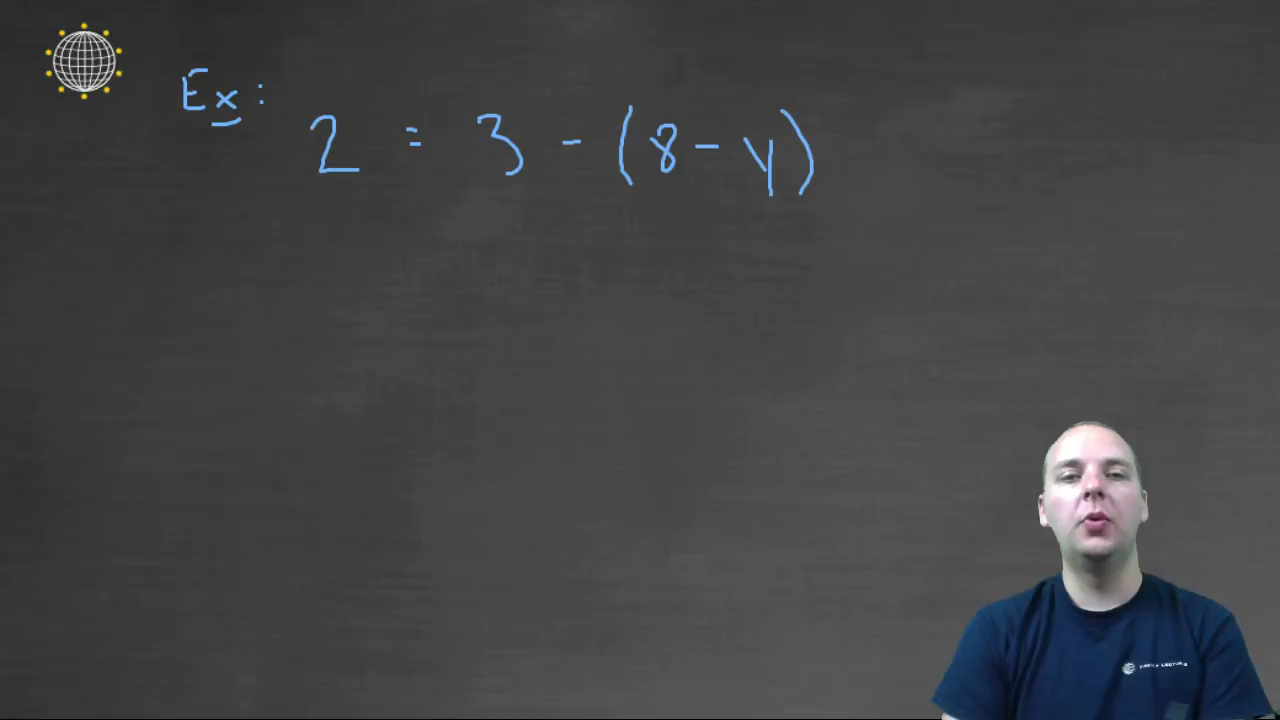 Ex: 2 = 3 - (8 - y)